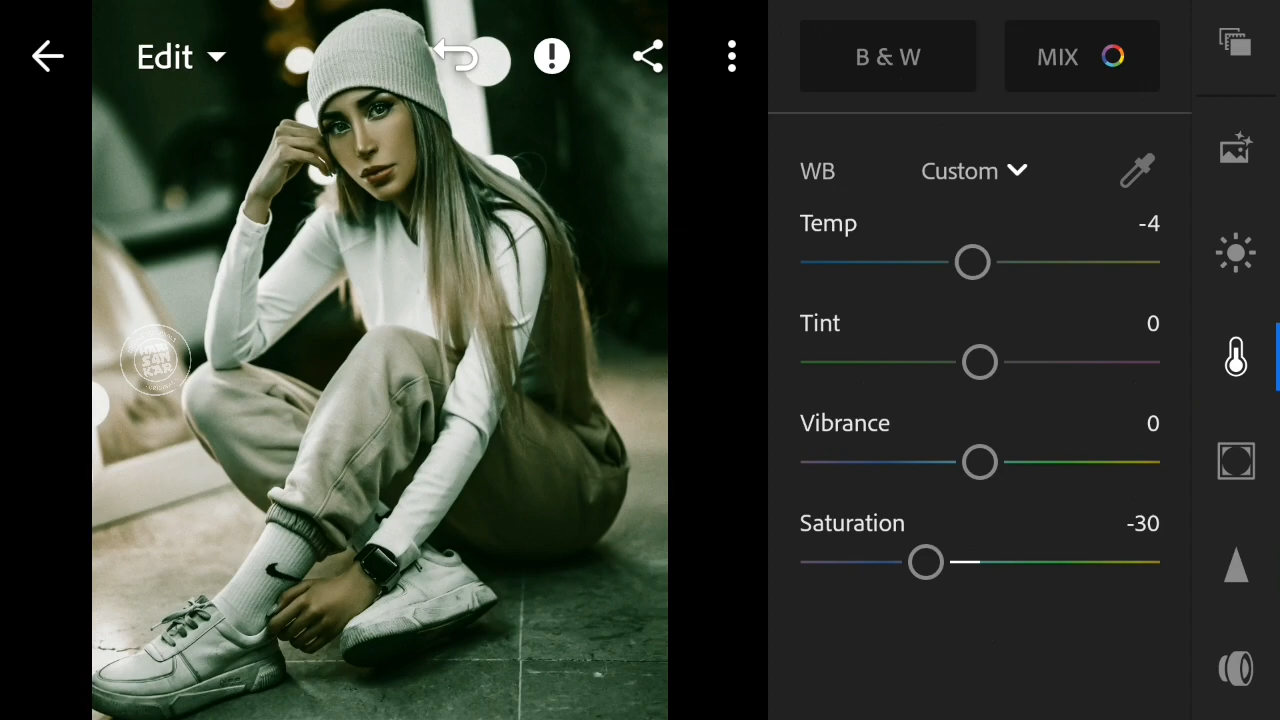 Edit
B & W
MIX
WB
Custom
Temp
-4
Tint
0
Vibrance
0
Saturation
-30